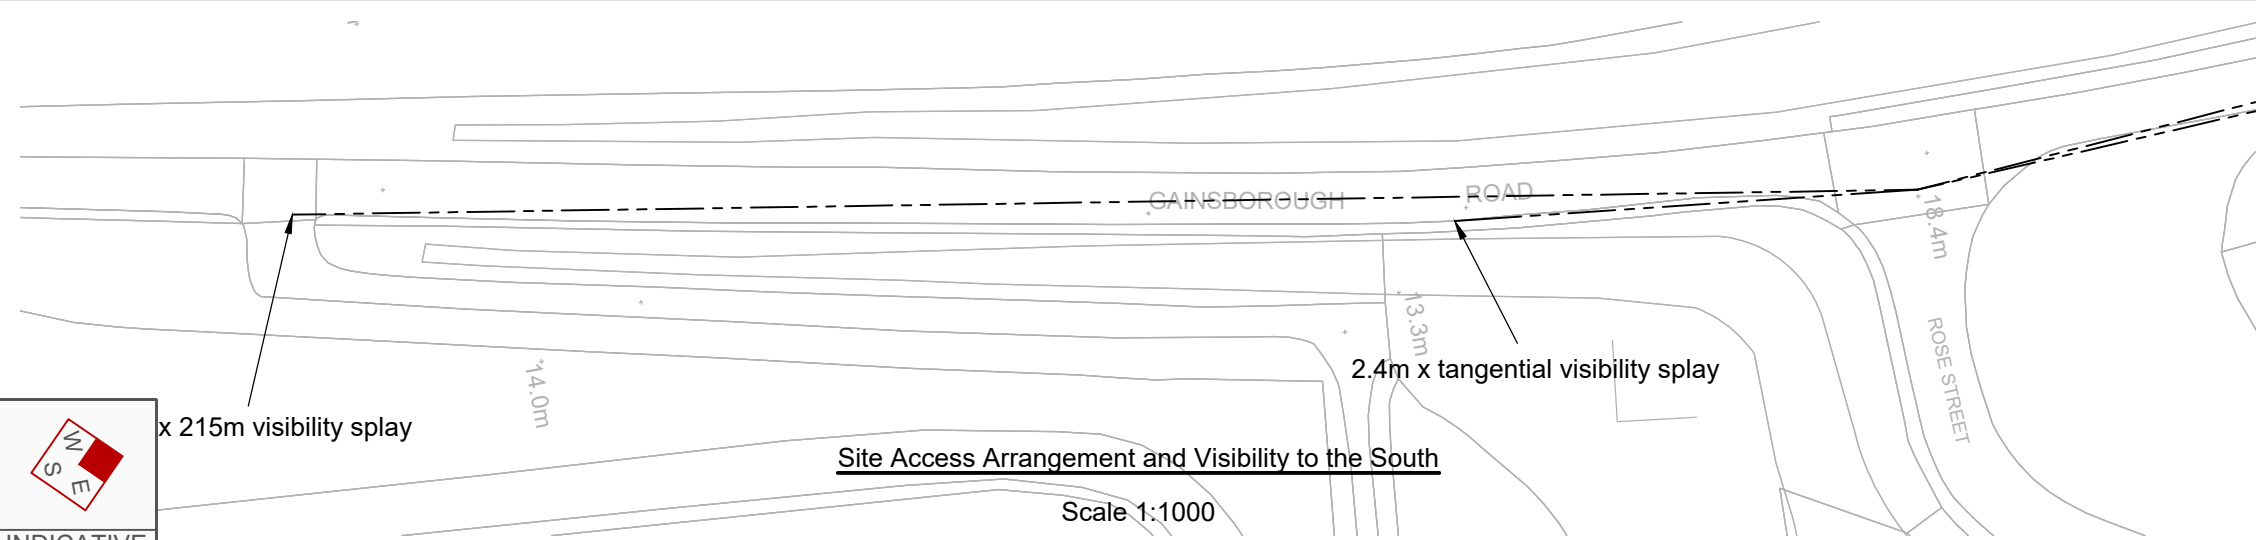 GAINSBOROUGH ROAD
18.4m
13.3m
ROSE STREET
2.4m x tangential visibility splay
14.0m
x 215m visibility splay
W
S
E
Site Access Arrangement and Visibility to the South
Scale 1:1000
INDICATIVE